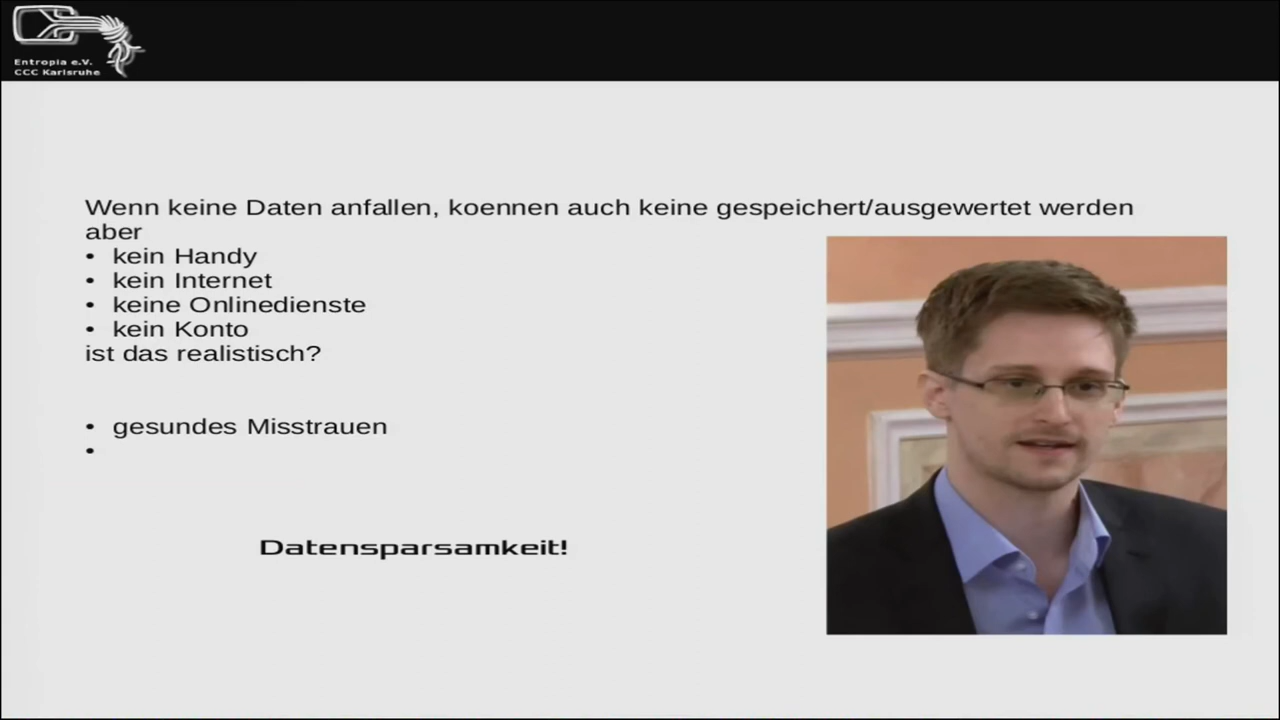 Entropia e.V.
CCC Karlsruhe
Wenn keine Daten anfallen, koennen auch keine gespeichert/ausgewertet werden
aber
• kein Handy
• kein Internet
• keine Onlinedienste
• kein Konto
ist das realistisch?
• gesundes Misstrauen
•
Datensparsamkeit!